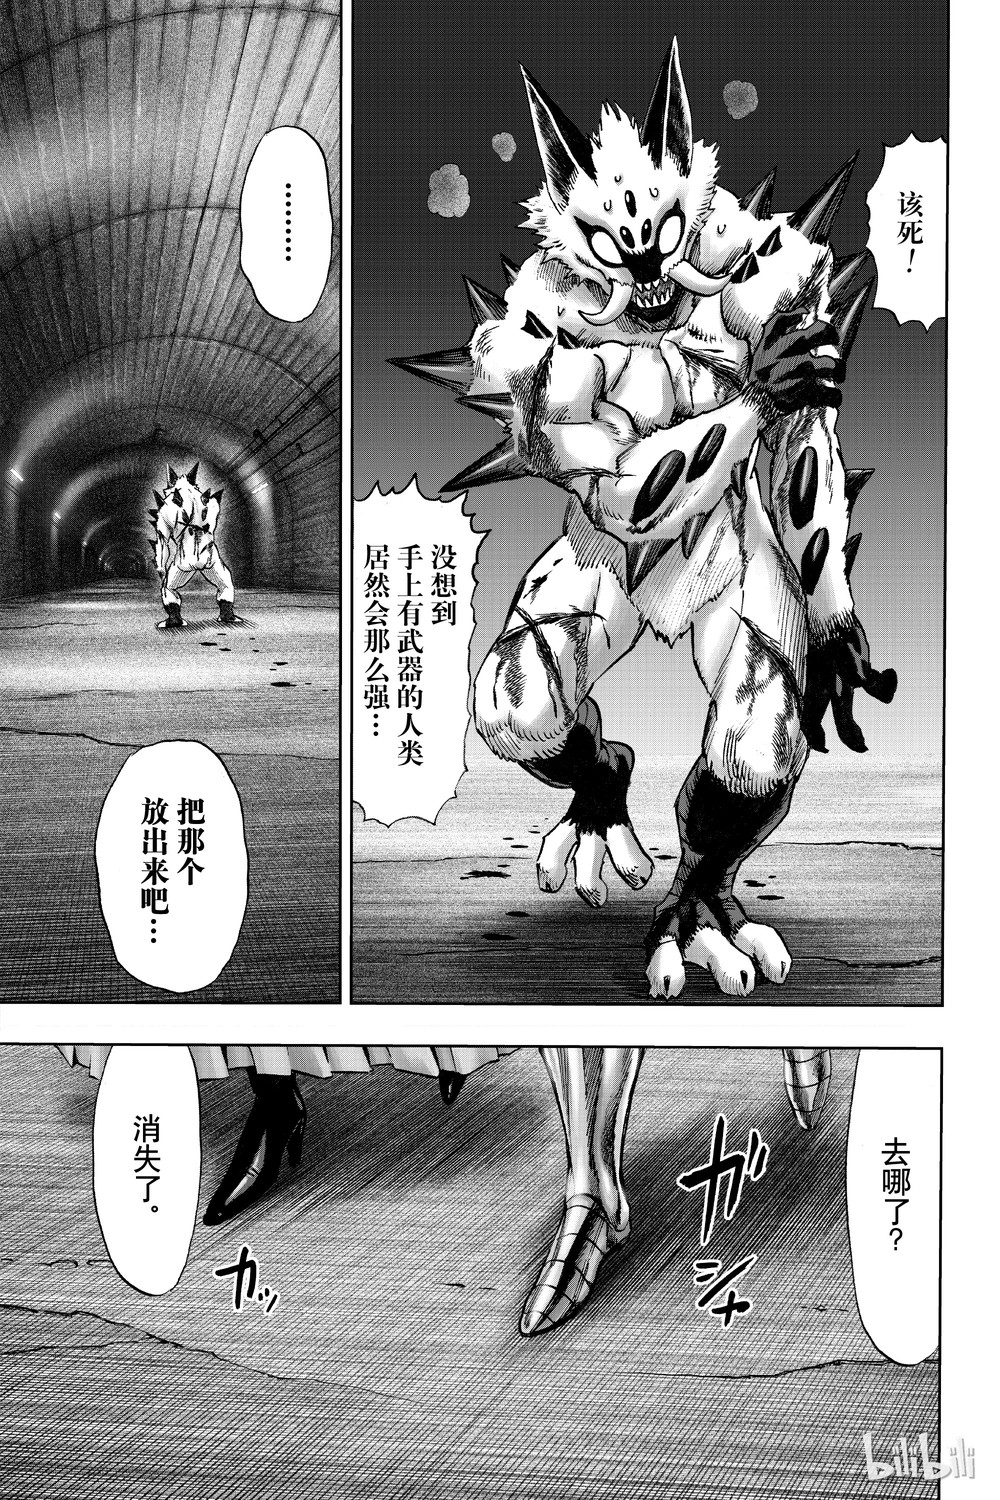 该死！
没想到
手上有武器的人类
居然会那么强…
………
把那个
放出来吧…
去哪了？
ガ
シャ
消失了。
カッ
bilibili